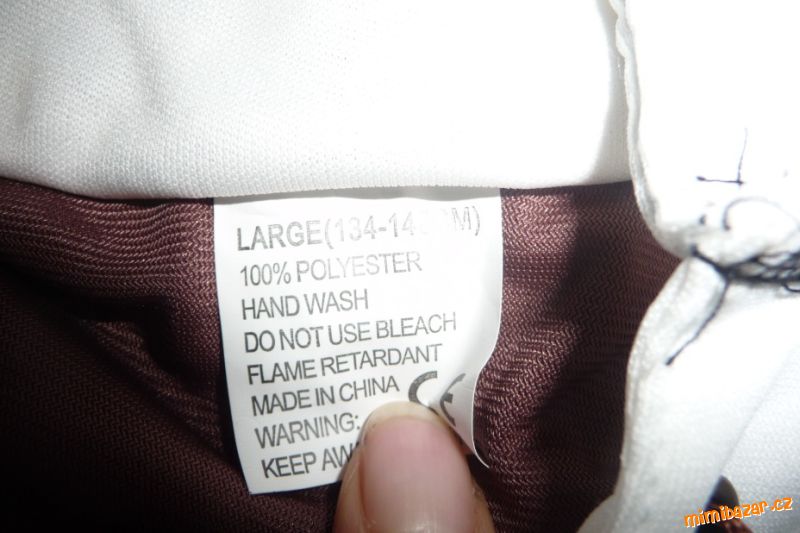 LARGE(134-14
100% POLYESTER
HAND WASH
DO NOT USE BLEACH
FLAME RETARDANT
MADE IN CHINA CE
WARNING:
KEEP
mimibazar.cz